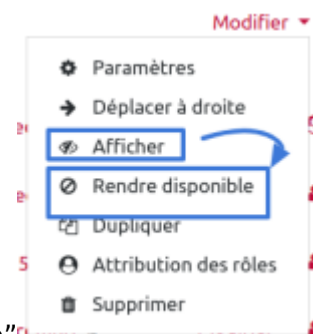 Modifier
Paramètres
Déplacer à droite
Afficher
Rendre disponible
Dupliquer
Attribution des rôles
Supprimer